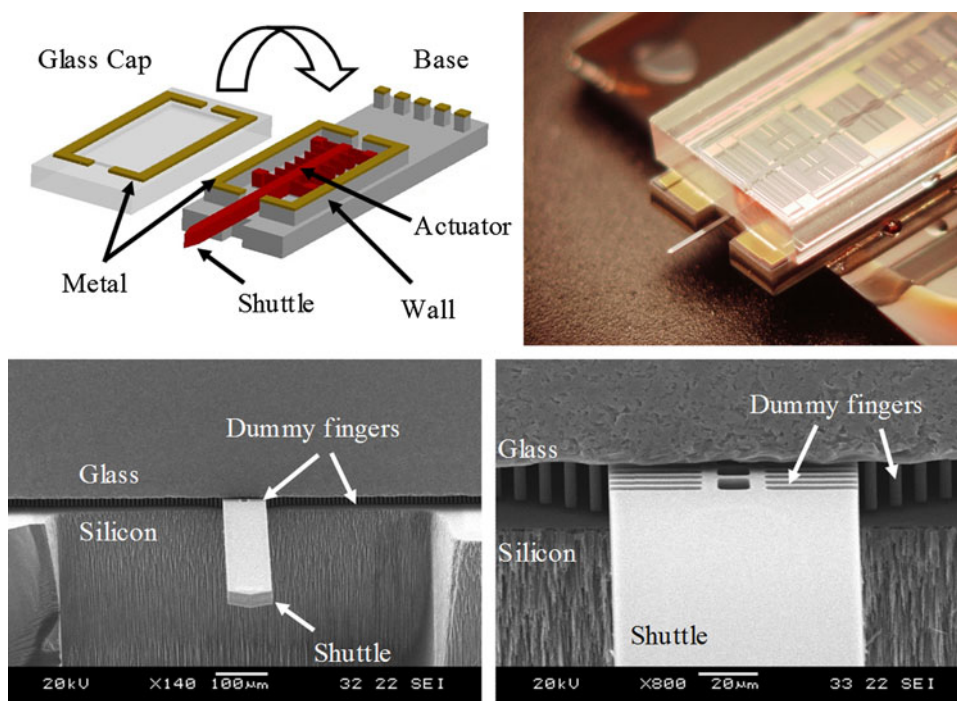 Glass Cap
Base
Actuator
Metal
Shuttle
Wall
Dummy fingers
Glass
Silicon
Shuttle
20kV X140 100µm 32 22 SEI
Dummy fingers
Glass
Silicon
Shuttle
20kV X800 20µm 33 22 SEI